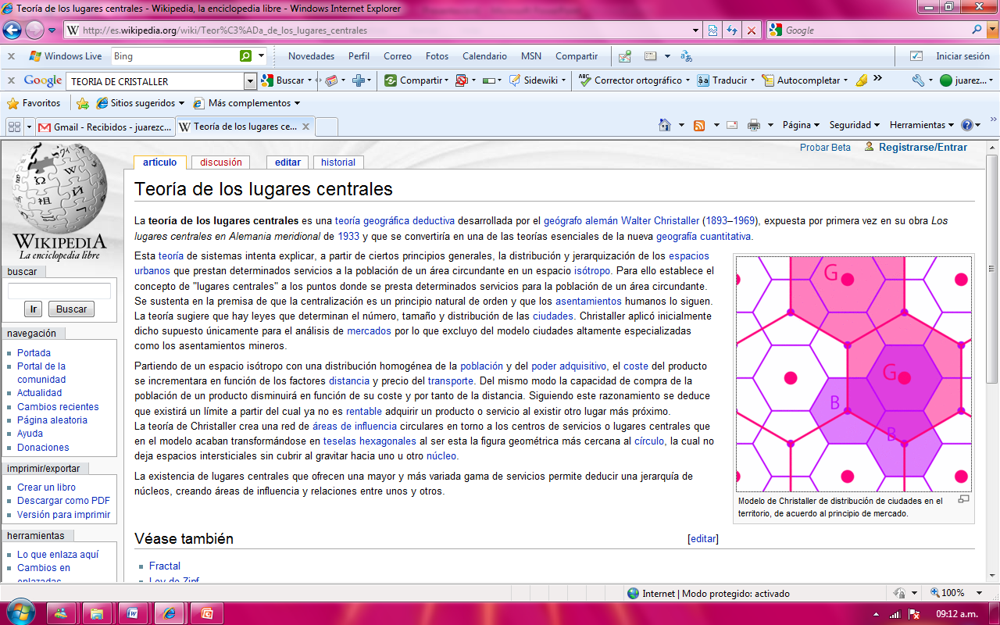 Teoría de los lugares centrales - Wikipedia, la enciclopedia libre - Windows Internet Explorer
http://es.wikipedia.org/wiki/Teor%C3%ADa_de_los_lugares_centrales
Google
Windows Live
Bing
Novedades Perfil Correo Fotos Calendario MSN Compartir
Iniciar sesión
Google
TEORIA DE CRISTALLER
Buscar
Compartir
Sidewiki
Corrector ortográfico
Traducir
Autocompletar
juarez...
Favoritos
Sitios sugeridos
Más complementos
Gmail - Recibidos - juarezc...
Teoría de los lugares ce...
Página Seguridad Herramientas
Probar Beta Registrarse/Entrar
artículo discusión editar historial
WIKIPEDIA
La enciclopedia libre
buscar
Ir Buscar
navegación
Portada
Portal de la
comunidad
Actualidad
Cambios recientes
Página aleatoria
Ayuda
Donaciones
imprimir/exportar
Crear un libro
Descargar como PDF
Versión para imprimir
herramientas
Lo que enlaza aquí
Cambios en
enlazadas
Teoría de los lugares centrales
La teoría de los lugares centrales es una teoría geográfica deductiva desarrollada por el geógrafo alemán Walter Christaller (1893–1969), expuesta por primera vez en su obra Los
lugares centrales en Alemania meridional de 1933 y que se convertiría en una de las teorías esenciales de la nueva geografía cuantitativa.
Esta teoría de sistemas intenta explicar, a partir de ciertos principios generales, la distribución y jerarquización de los espacios
urbanos que prestan determinados servicios a la población de un área circundante en un espacio isótropo. Para ello establece el
concepto de "lugares centrales" a los puntos donde se presta determinados servicios para la población de un área circundante.
Se sustenta en la premisa de que la centralización es un principio natural de orden y que los asentamientos humanos lo siguen.
La teoría sugiere que hay leyes que determinan el número, tamaño y distribución de las ciudades. Christaller aplicó inicialmente
dicho supuesto únicamente para el análisis de mercados por lo que excluyo del modelo ciudades altamente especializadas
como los asentamientos mineros.
Partiendo de un espacio isótropo con una distribución homogénea de la población y del poder adquisitivo, el coste del producto
se incrementara en función de los factores distancia y precio del transporte. Del mismo modo la capacidad de compra de la
población de un producto disminuirá en función de su coste y por tanto de la distancia. Siguiendo este razonamiento se deduce
que existirá un límite a partir del cual ya no es rentable adquirir un producto o servicio al existir otro lugar más próximo.
La teoría de Christaller crea una red de áreas de influencia circulares en torno a los centros de servicios o lugares centrales que
en el modelo acaban transformándose en teselas hexagonales al ser esta la figura geométrica más cercana al círculo, la cual no
deja espacios intersticiales sin cubrir al gravitar hacia uno u otro núcleo.
La existencia de lugares centrales que ofrecen una mayor y más variada gama de servicios permite deducir una jerarquía de
núcleos, creando áreas de influencia y relaciones entre unos y otros.
G
G
B
B
Modelo de Christaller de distribución de ciudades en el
territorio, de acuerdo al principio de mercado.
Véase también
[editar]
Fractal
Ley de Zipf
Internet | Modo protegido: activado
100%
09:12 a.m.